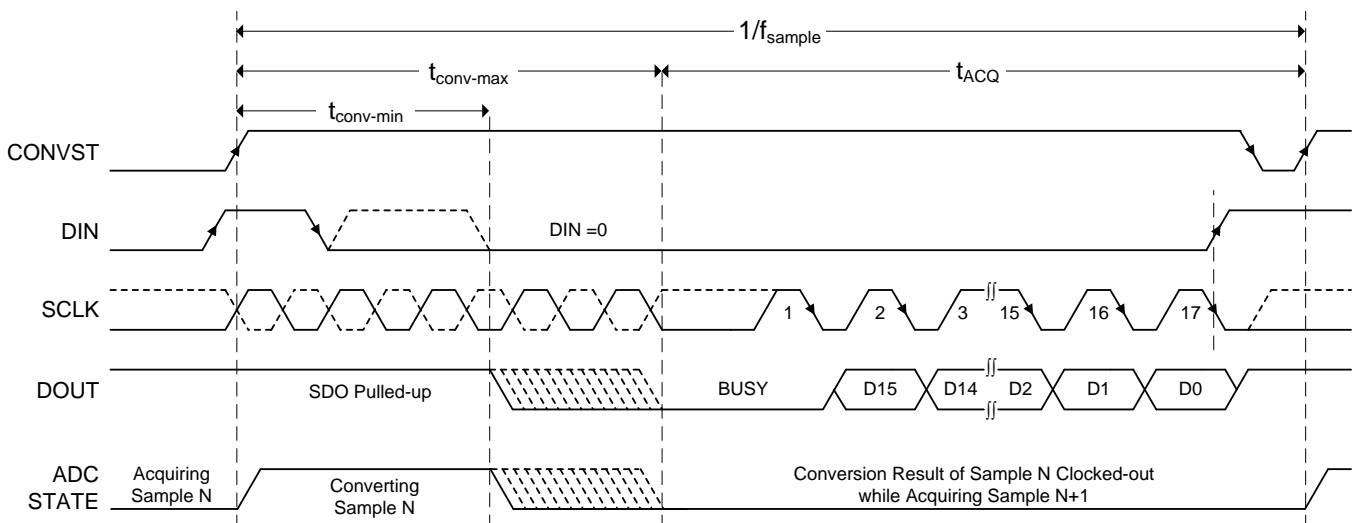 1/fsample
tconv-max
tACQ
tconv-min
CONVST
DIN
DIN =0
SCLK
1 2 3 15 16 17
DOUT
SDO Pulled-up
BUSY
D15 D14 D2 D1 D0
ADC
STATE
Acquiring
Sample N
Converting
Sample N
Conversion Result of Sample N Clocked-out
while Acquiring Sample N+1